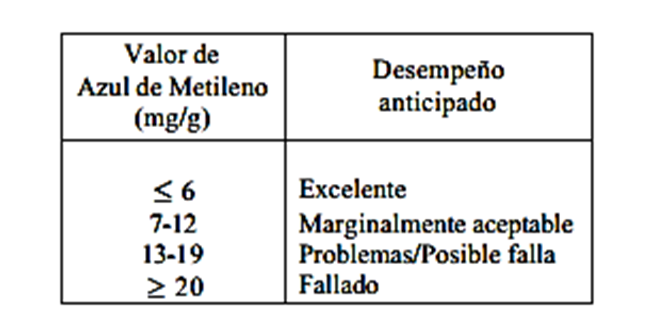 Valor de
Azul de Metileno
(mg/g)
Desempeño
anticipado
≤ 6 Excelente
7-12 Marginalmente aceptable
13-19 Problemas/Posible falla
≥ 20 Fallado